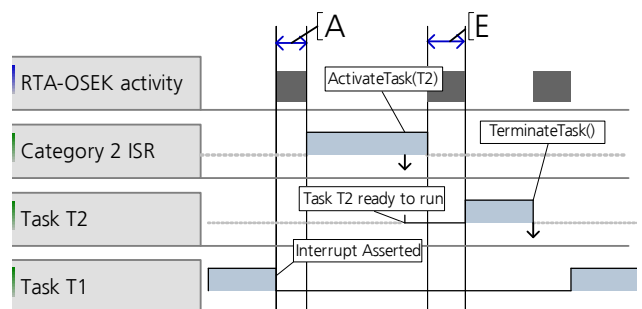 [A
[E
RTA-OSEK activity
ActivateTask(T2)
Category 2 ISR
TerminateTask()
Task T2 ready to run
Task T2
Interrupt Asserted
Task T1